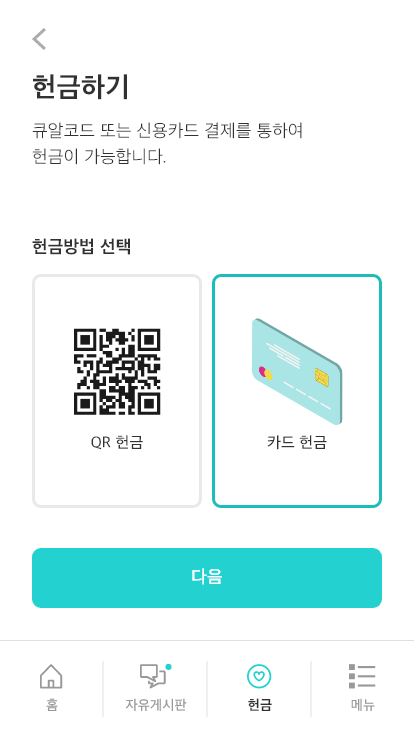 헌금하기
큐알코드 또는 신용카드 결제를 통하여
헌금이 가능합니다.
헌금방법 선택
QR 헌금
카드 헌금
다음
홈
자유게시판
헌금
메뉴